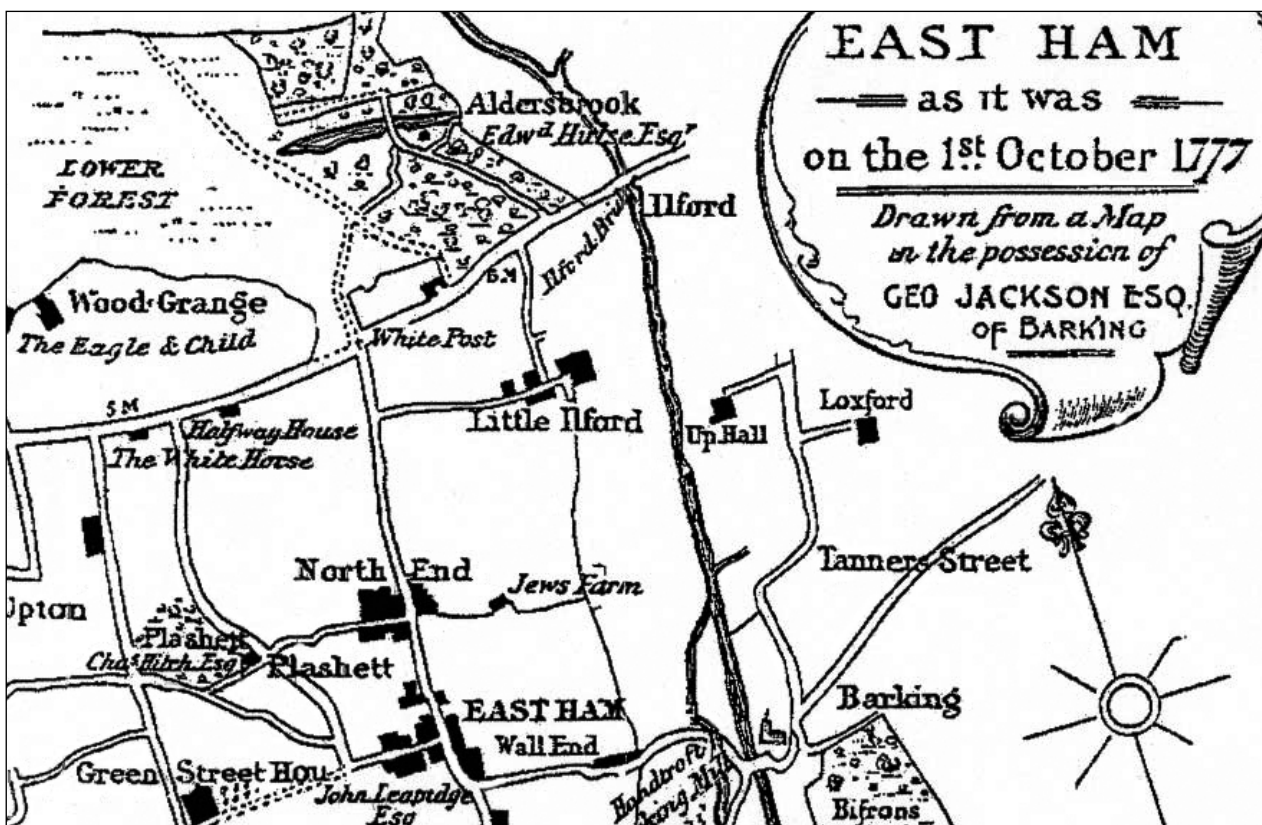 EAST HAM
as it was
on the 1st. October 1777
Drawn from a Map
in the possession of
GEO JACKSON ESQ.
OF BARKING
Aldersbrook
Edwd Hulse Esqr
LOWER
FOREST
Ilford
Ilford Bri
6 M
Wood-Grange
The Eagle & Child
White Post
5 M
Halfway House
The White Horse
Little Ilford
Up Hall
Loxford
Tanners Street
North End
Jews Farm
Upton
Plashett
Chas Hitch Esq
Plashett
EAST HAM
Wall End
Barking
Green Street Hou
John Leapidge
Esq
Bifrons